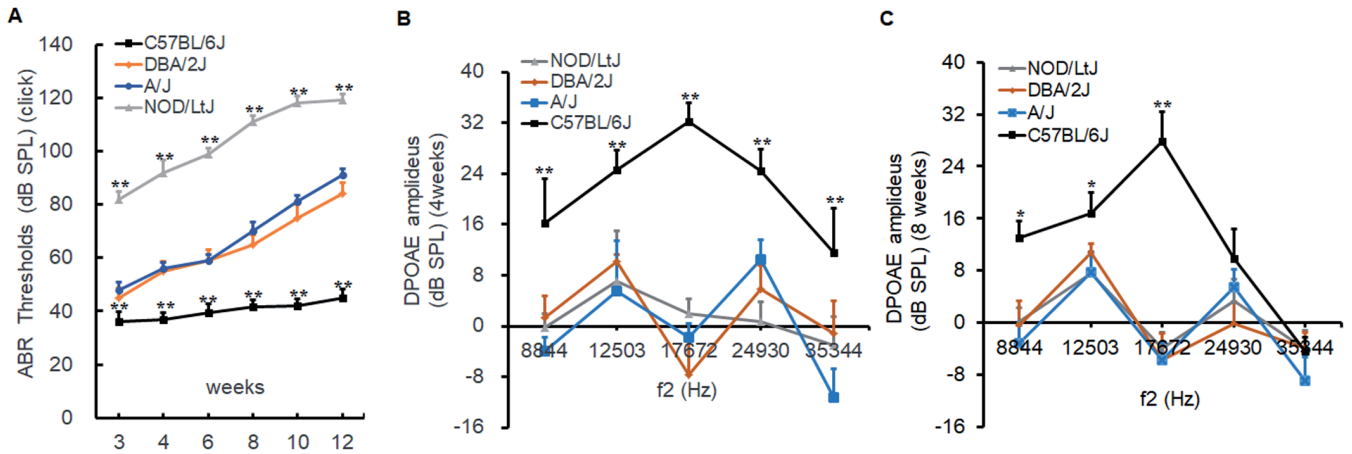 A
ABR Thresholds (dB SPL) (click)
140
120
100
80
60
40
20
0
C57BL/6J
DBA/2J
A/J
NOD/LtJ
**
**
**
**
**
**
**
**
**
**
**
**
weeks
3 4 6 8 10 12
B
DPOAE amplideus
(dB SPL) (4weeks)
40
32
24
16
8
0
-8
-16
NOD/LtJ
DBA/2J
A/J
C57BL/6J
**
**
**
**
**
8844 12503 17672 24930 35344
f2 (Hz)
C
DPOAE amplideus
(dB SPL) (8 weeks)
40
32
24
16
8
0
-8
-16
NOD/LtJ
DBA/2J
A/J
C57BL/6J
*
*
**
8844 12503 17672 24930 35344
f2 (Hz)